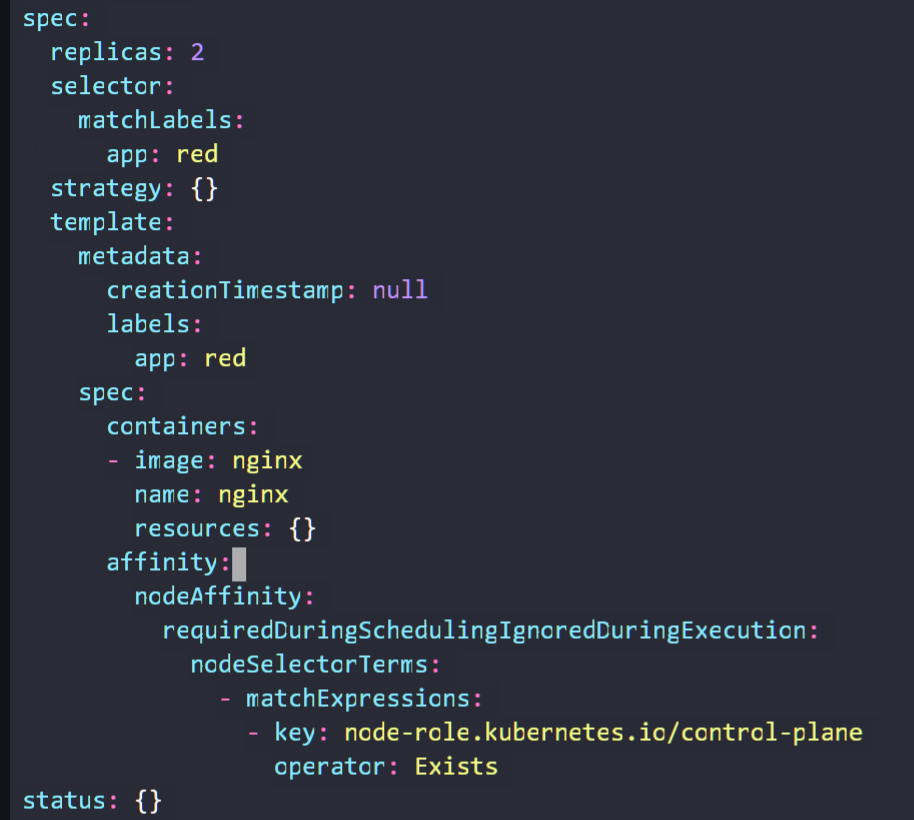 spec:
  replicas: 2
  selector:
    matchLabels:
      app: red
  strategy: {}
  template:
    metadata:
      creationTimestamp: null
      labels:
        app: red
    spec:
      containers:
      - image: nginx
        name: nginx
        resources: {}
      affinity:
        nodeAffinity:
          requiredDuringSchedulingIgnoredDuringExecution:
            nodeSelectorTerms:
              - matchExpressions:
                - key: node-role.kubernetes.io/control-plane
                  operator: Exists
status: {}